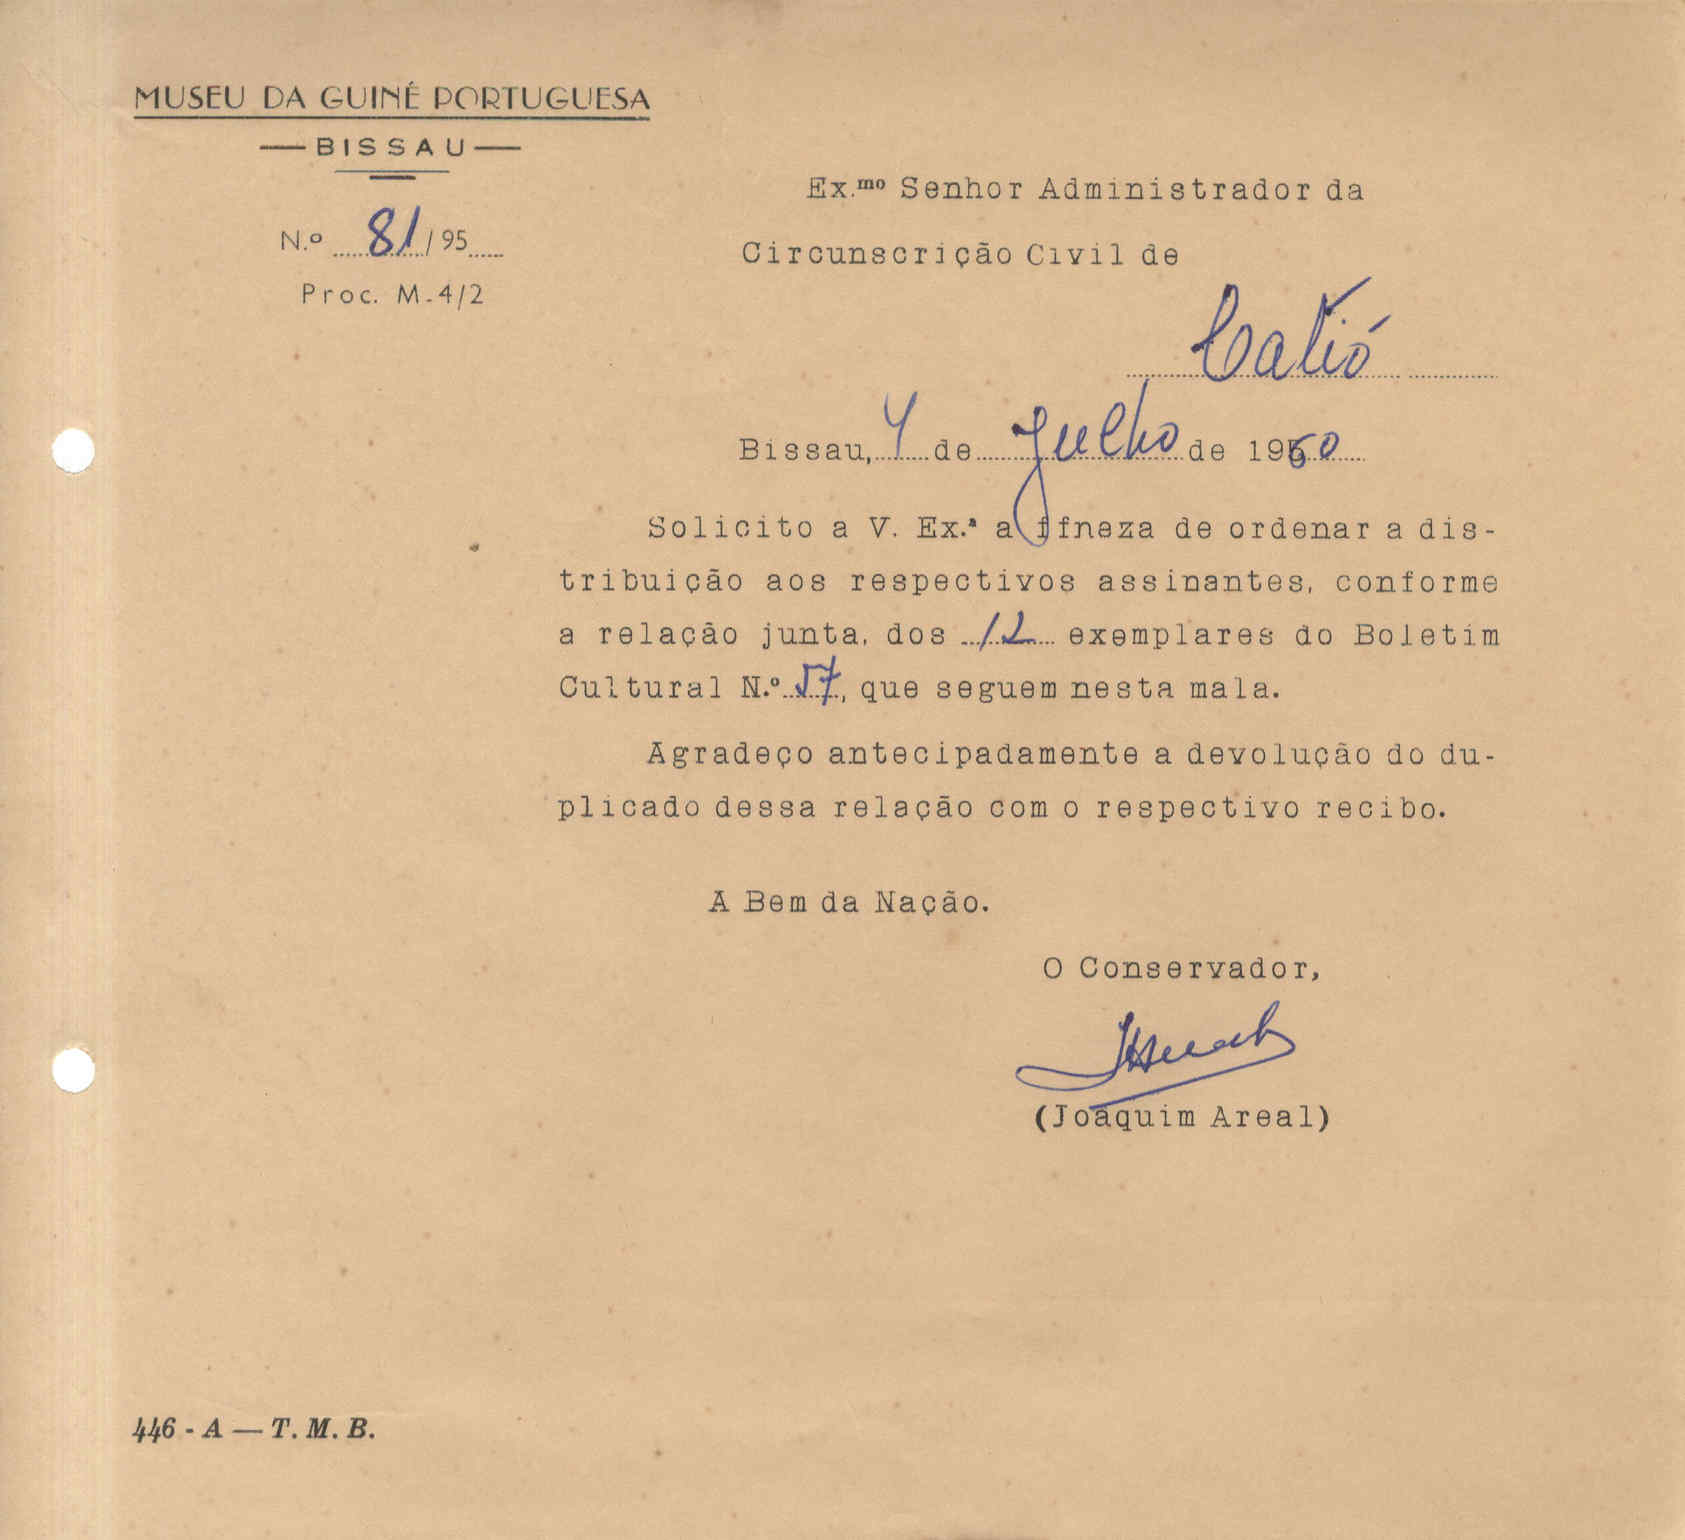 MUSEU DA GUINÉ PORTUGUESA
— BISSAU —
N.º 81/95
Proc. M-4/2
Ex.mo Senhor Administrador da
Circunscrição Civil de
Catió
Bissau, 4 de Julho de 1960
Solicito a V. Ex.ª a ffneza de ordenar a dis-
tribuição aos respectivos assinantes, conforme
a relação junta, dos 12 exemplares do Boletim
Cultural N.º 57, que seguem nesta mala.
Agradeço antecipadamente a devolução do du-
plicado dessa relação com o respectivo recibo.
A Bem da Nação.
O Conservador,
(Joaquim Areal)
446 - A — T. M. B.